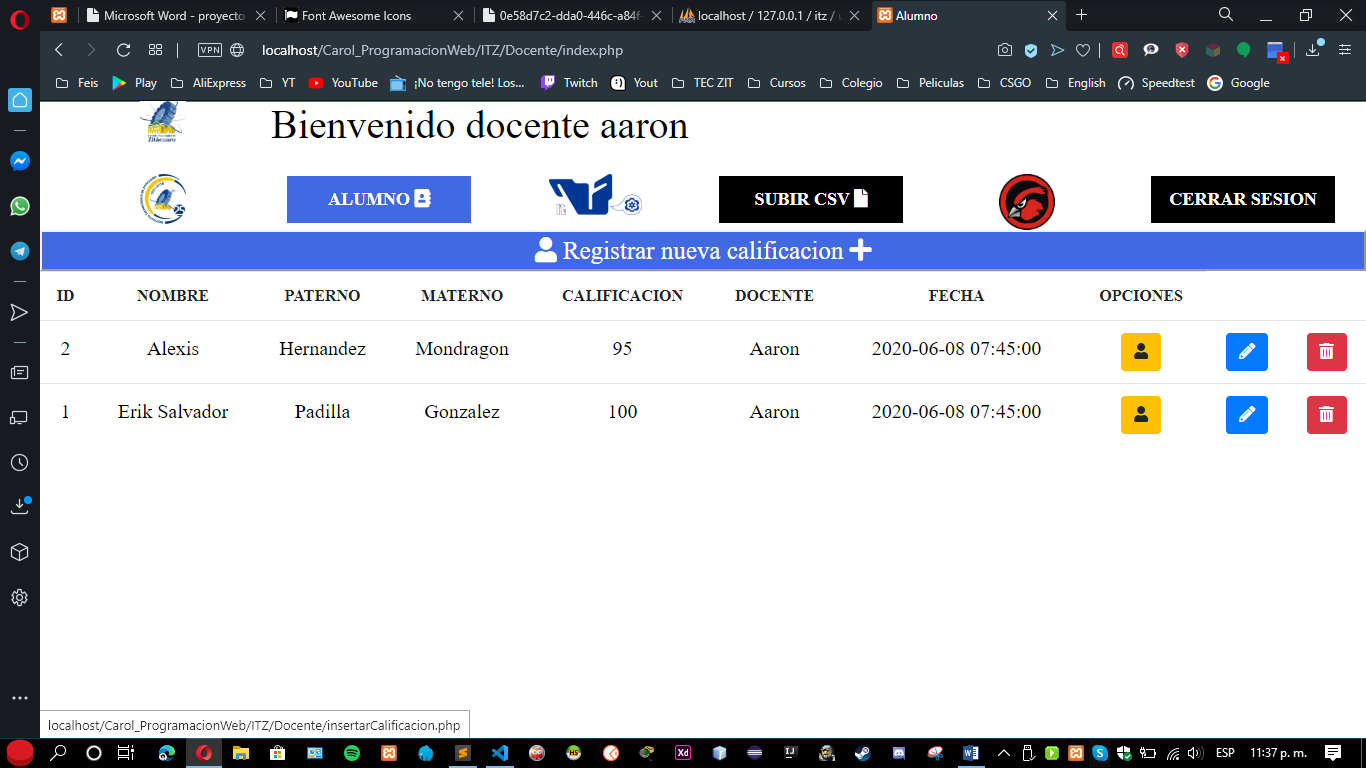 Microsoft Word - proyecto
Font Awesome Icons
0e58d7c2-dda0-446c-a84f-
localhost / 127.0.0.1 / itz /
Alumno
VPN
localhost/Carol_ProgramacionWeb/ITZ/Docente/index.php
Feis
Play
AliExpress
YT
YouTube
¡No tengo tele! Los...
Twitch
Yout
TEC ZIT
Cursos
Colegio
Peliculas
CSGO
English
Speedtest
Google
Zitácuaro
Bienvenido docente aaron
ALUMNO
SUBIR CSV
CERRAR SESION
Registrar nueva calificacion
ID NOMBRE PATERNO MATERNO CALIFICACION DOCENTE FECHA OPCIONES
2 Alexis Hernandez Mondragon 95 Aaron 2020-06-08 07:45:00
1 Erik Salvador Padilla Gonzalez 100 Aaron 2020-06-08 07:45:00
localhost/Carol_ProgramacionWeb/ITZ/Docente/insertarCalificacion.php
ESP
11:37 p. m.